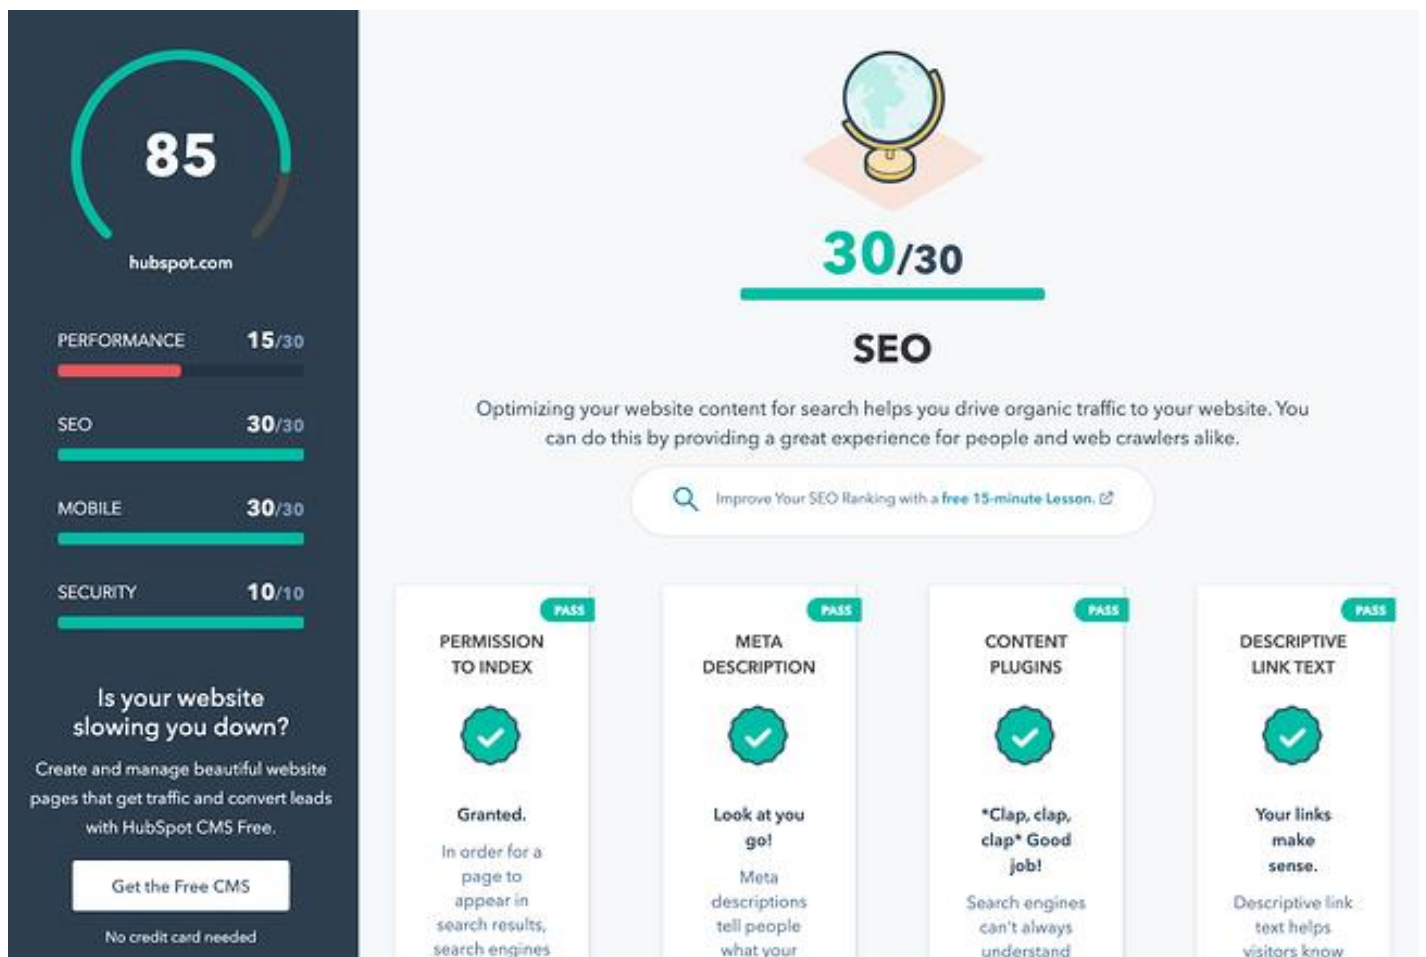 85
hubspot.com
PERFORMANCE 15/30
SEO 30/30
MOBILE 30/30
SECURITY 10/10
Is your website
slowing you down?
Create and manage beautiful website
pages that get traffic and convert leads
with HubSpot CMS Free.
Get the Free CMS
No credit card needed
30/30
SEO
Optimizing your website content for search helps you drive organic traffic to your website. You
can do this by providing a great experience for people and web crawlers alike.
Improve Your SEO Ranking with a free 15-minute Lesson.
PASS
PERMISSION
TO INDEX
Granted.
In order for a
page to
appear in
search results,
search engines
PASS
META
DESCRIPTION
Look at you
go!
Meta
descriptions
tell people
what your
PASS
CONTENT
PLUGINS
*Clap, clap,
clap* Good
job!
Search engines
can't always
understand
PASS
DESCRIPTIVE
LINK TEXT
Your links
make
sense.
Descriptive link
text helps
visitors know